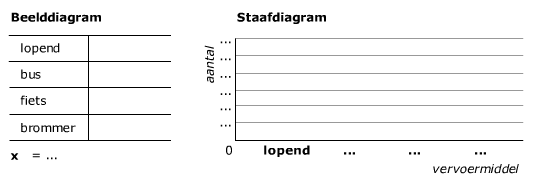 Beelddiagram
lopend
bus
fiets
brommer
x = ...
Staafdiagram
aantal
...
...
...
...
...
...
0 lopend ... ... ...
vervoermiddel